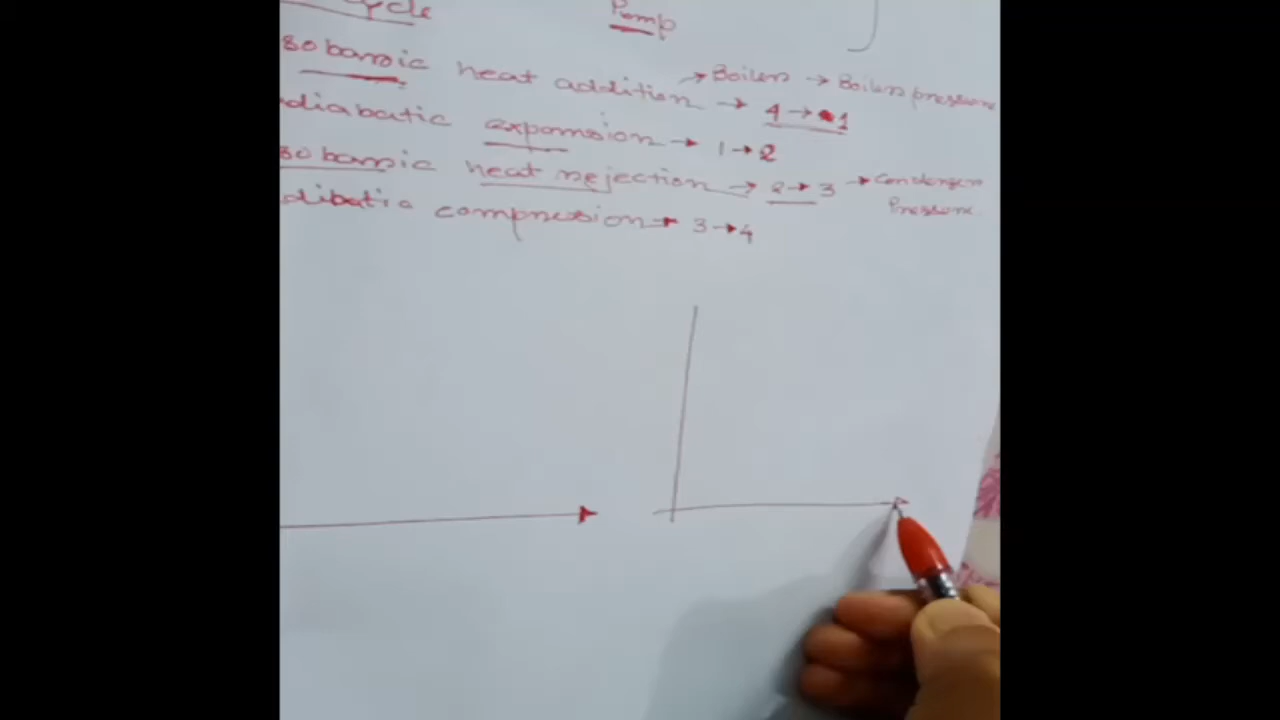 ycle Pump
sobaric heat addition → 4 → 1 → Boiler → Boiler pressure
diabatic expansion → 1 → 2
sobaric heat rejection → 2 → 3 → Condenser
Pressure
dibatic compression → 3 → 4